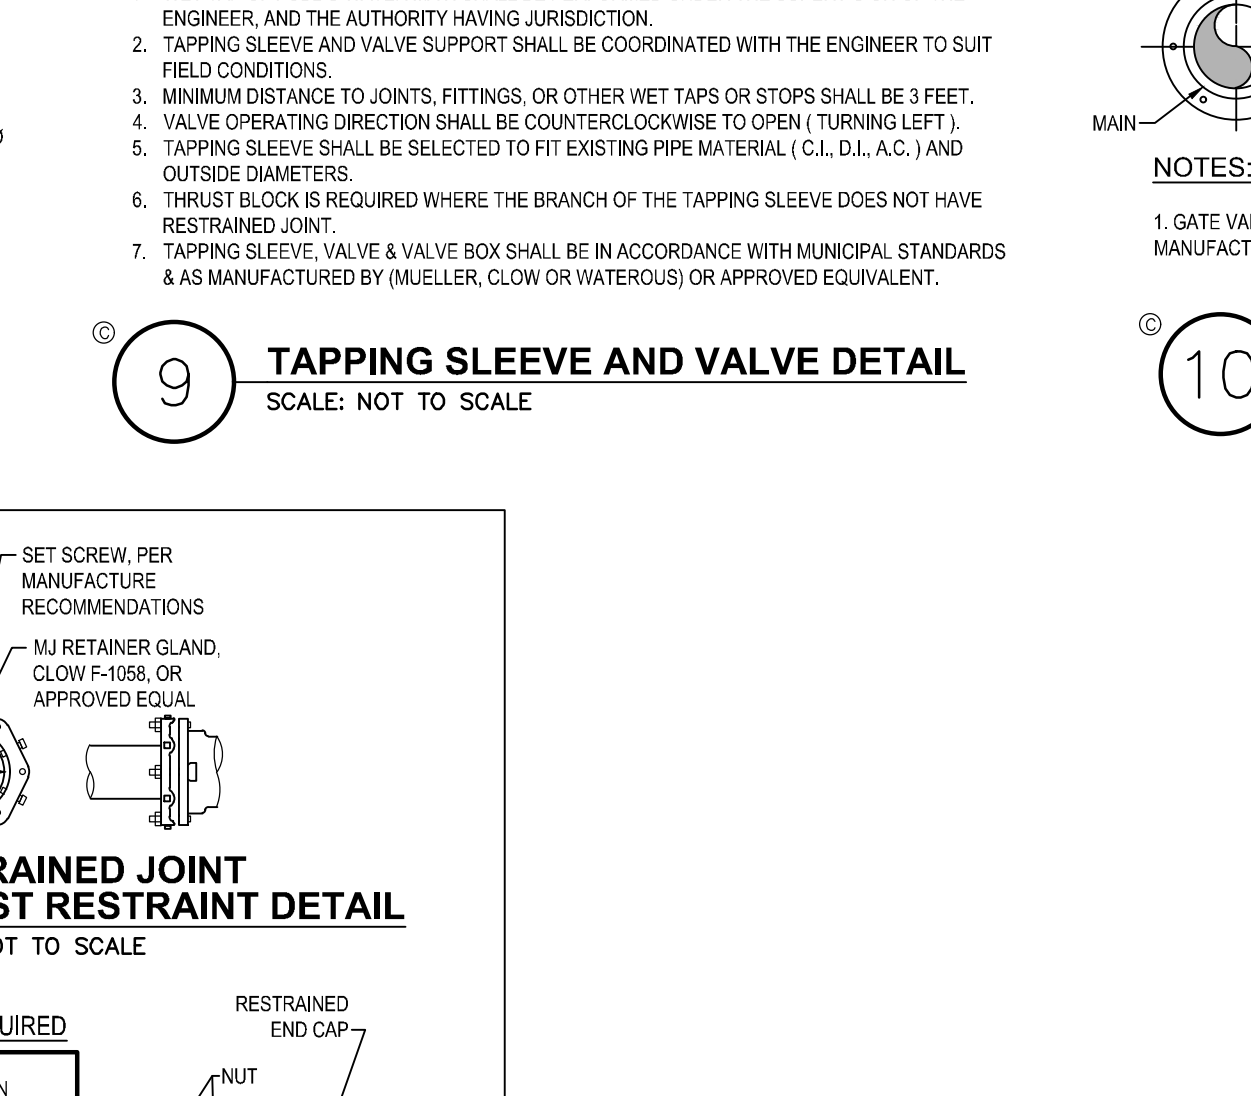 ENGINEER, AND THE AUTHORITY HAVING JURISDICTION.
2. TAPPING SLEEVE AND VALVE SUPPORT SHALL BE COORDINATED WITH THE ENGINEER TO SUIT
FIELD CONDITIONS.
3. MINIMUM DISTANCE TO JOINTS, FITTINGS, OR OTHER WET TAPS OR STOPS SHALL BE 3 FEET.
4. VALVE OPERATING DIRECTION SHALL BE COUNTERCLOCKWISE TO OPEN ( TURNING LEFT ).
5. TAPPING SLEEVE SHALL BE SELECTED TO FIT EXISTING PIPE MATERIAL ( C.I., D.I., A.C. ) AND
OUTSIDE DIAMETERS.
6. THRUST BLOCK IS REQUIRED WHERE THE BRANCH OF THE TAPPING SLEEVE DOES NOT HAVE
RESTRAINED JOINT.
7. TAPPING SLEEVE, VALVE & VALVE BOX SHALL BE IN ACCORDANCE WITH MUNICIPAL STANDARDS
& AS MANUFACTURED BY (MUELLER, CLOW OR WATEROUS) OR APPROVED EQUIVALENT.
© 9 TAPPING SLEEVE AND VALVE DETAIL
SCALE: NOT TO SCALE
MAIN
NOTES:
1. GATE VA
MANUFACT
© 10
SET SCREW, PER
MANUFACTURE
RECOMMENDATIONS
MJ RETAINER GLAND,
CLOW F-1058, OR
APPROVED EQUAL
RAINED JOINT
ST RESTRAINT DETAIL
OT TO SCALE
UIRED
N
RESTRAINED
END CAP
NUT